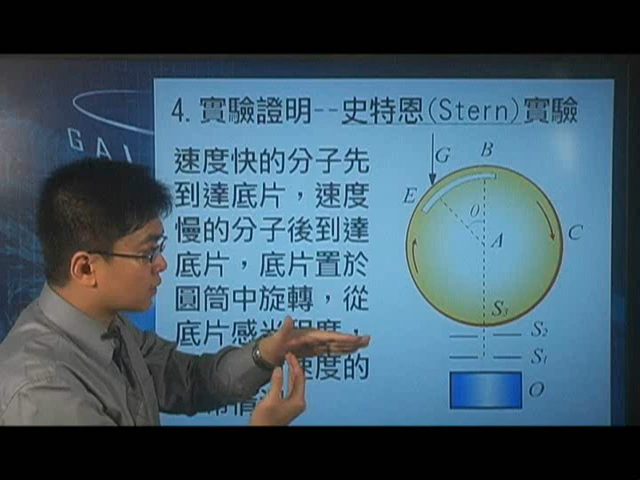 4.實驗證明--史特恩(Stern)實驗
GAL
速度快的分子先
到達底片，速度
慢的分子後到達
底片，底片置於
圓筒中旋轉，從
底片感光程度，
速度的
G
B
E
θ
A
C
S3
S2
S1
O